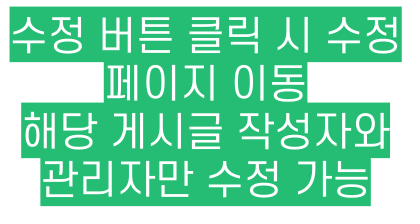 수정 버튼 클릭 시 수정
페이지 이동
해당 게시글 작성자와
관리자만 수정 가능